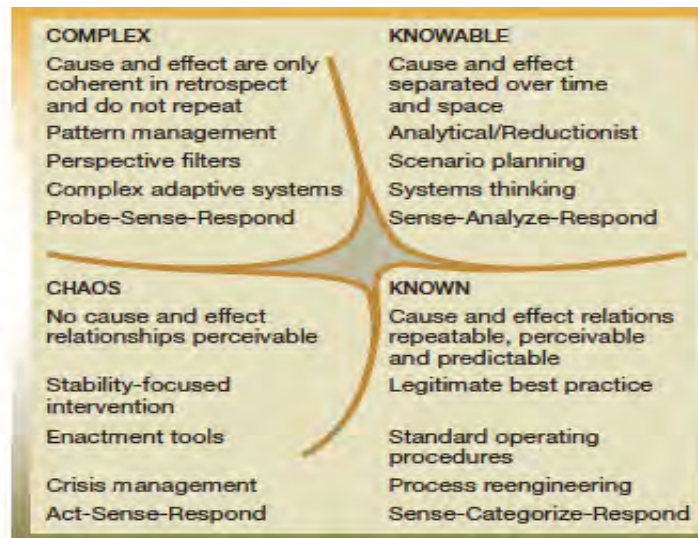 COMPLEX
Cause and effect are only
coherent in retrospect
and do not repeat
Pattern management
Perspective filters
Complex adaptive systems
Probe-Sense-Respond
KNOWABLE
Cause and effect
separated over time
and space
Analytical/Reductionist
Scenario planning
Systems thinking
Sense-Analyze-Respond
CHAOS
No cause and effect
relationships perceivable
Stability-focused
intervention
Enactment tools
Crisis management
Act-Sense-Respond
KNOWN
Cause and effect relations
repeatable, perceivable
and predictable
Legitimate best practice
Standard operating
procedures
Process reengineering
Sense-Categorize-Respond